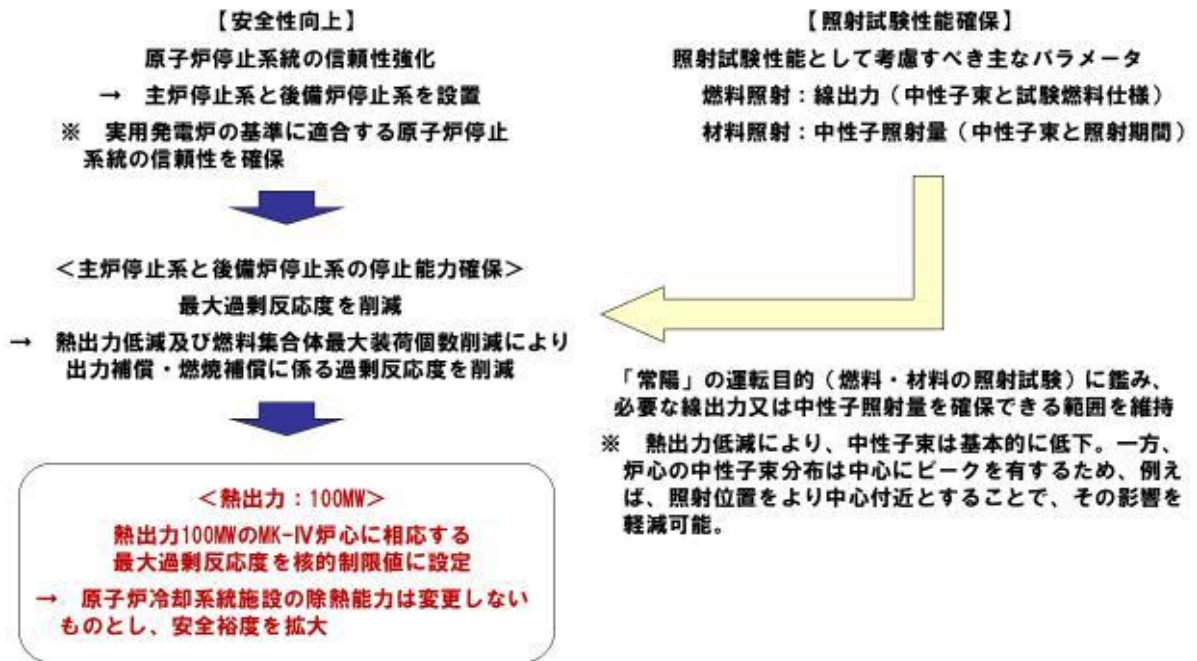 【安全性向上】
原子炉停止系統の信頼性強化
→ 主炉停止系と後備炉停止系を設置
※ 実用発電炉の基準に適合する原子炉停止
系統の信頼性を確保
<主炉停止系と後備炉停止系の停止能力確保>
最大過剰反応度を削減
→ 熱出力低減及び燃料集合体最大装荷個数削減により
出力補償・燃焼補償に係る過剰反応度を削減
<熱出力:100MW>
熱出力100MWのMK-Ⅳ炉心に相応する
最大過剰反応度を核的制限値に設定
→ 原子炉冷却系統施設の除熱能力は変更しない
ものとし、安全裕度を拡大
【照射試験性能確保】
照射試験性能として考慮すべき主なパラメータ
燃料照射:線出力(中性子束と試験燃料仕様)
材料照射:中性子照射量(中性子束と照射期間)
「常陽」の運転目的(燃料・材料の照射試験)に鑑み、
必要な線出力又は中性子照射量を確保できる範囲を維持
※ 熱出力低減により、中性子束は基本的に低下。一方、
炉心の中性子束分布は中心にピークを有するため、例え
ば、照射位置をより中心付近とすることで、その影響を
軽減可能。